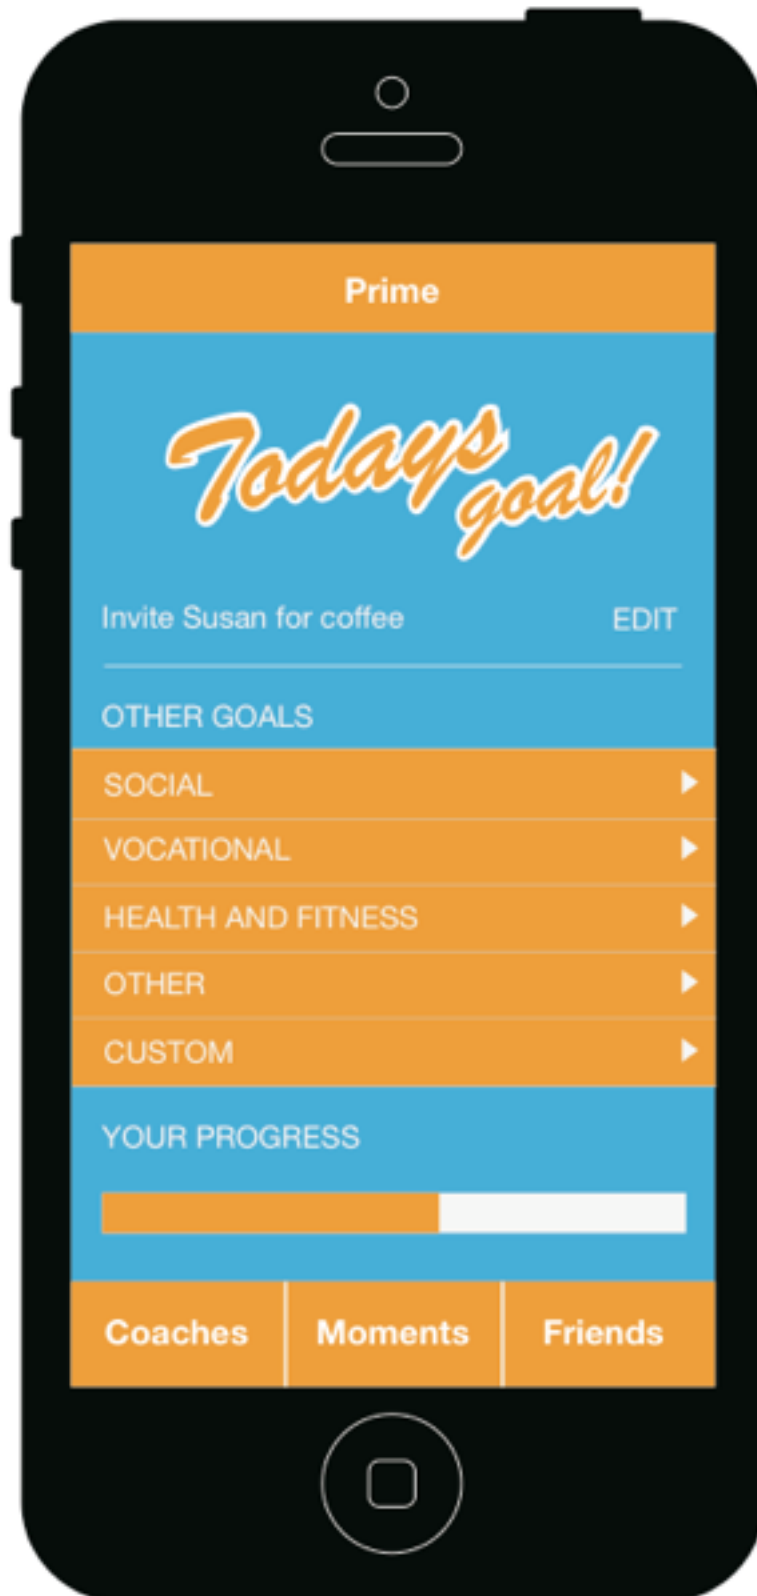 Prime
Todays
goal!
Invite Susan for coffee EDIT
OTHER GOALS
SOCIAL
VOCATIONAL
HEALTH AND FITNESS
OTHER
CUSTOM
YOUR PROGRESS
Coaches Moments Friends